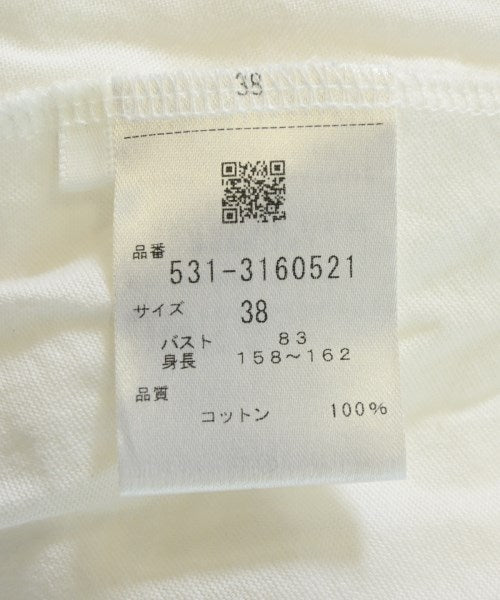 38
品番
531-3160521
サイズ 38
バスト 83
身長 158～162
品質
コットン 100%